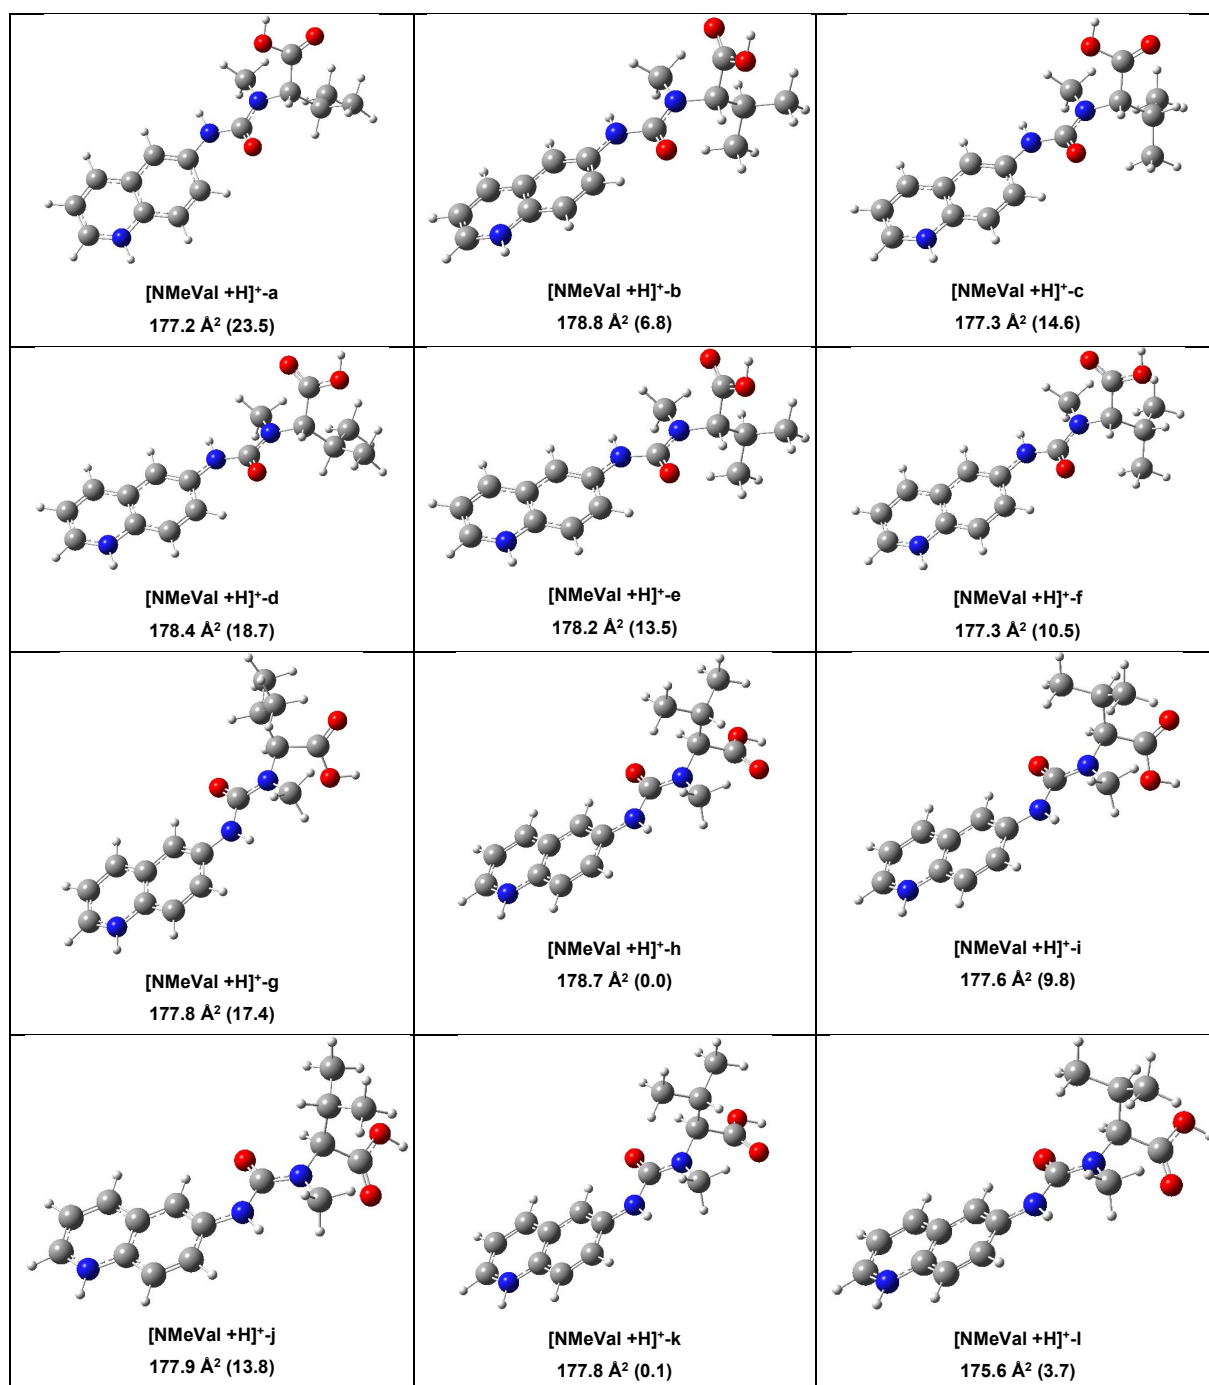 [NMeVal +H]⁺-a
177.2 Å² (23.5)
[NMeVal +H]⁺-b
178.8 Å² (6.8)
[NMeVal +H]⁺-c
177.3 Å² (14.6)
[NMeVal +H]⁺-d
178.4 Å² (18.7)
[NMeVal +H]⁺-e
178.2 Å² (13.5)
[NMeVal +H]⁺-f
177.3 Å² (10.5)
[NMeVal +H]⁺-g
177.8 Å² (17.4)
[NMeVal +H]⁺-h
178.7 Å² (0.0)
[NMeVal +H]⁺-i
177.6 Å² (9.8)
[NMeVal +H]⁺-j
177.9 Å² (13.8)
[NMeVal +H]⁺-k
177.8 Å² (0.1)
[NMeVal +H]⁺-l
175.6 Å² (3.7)